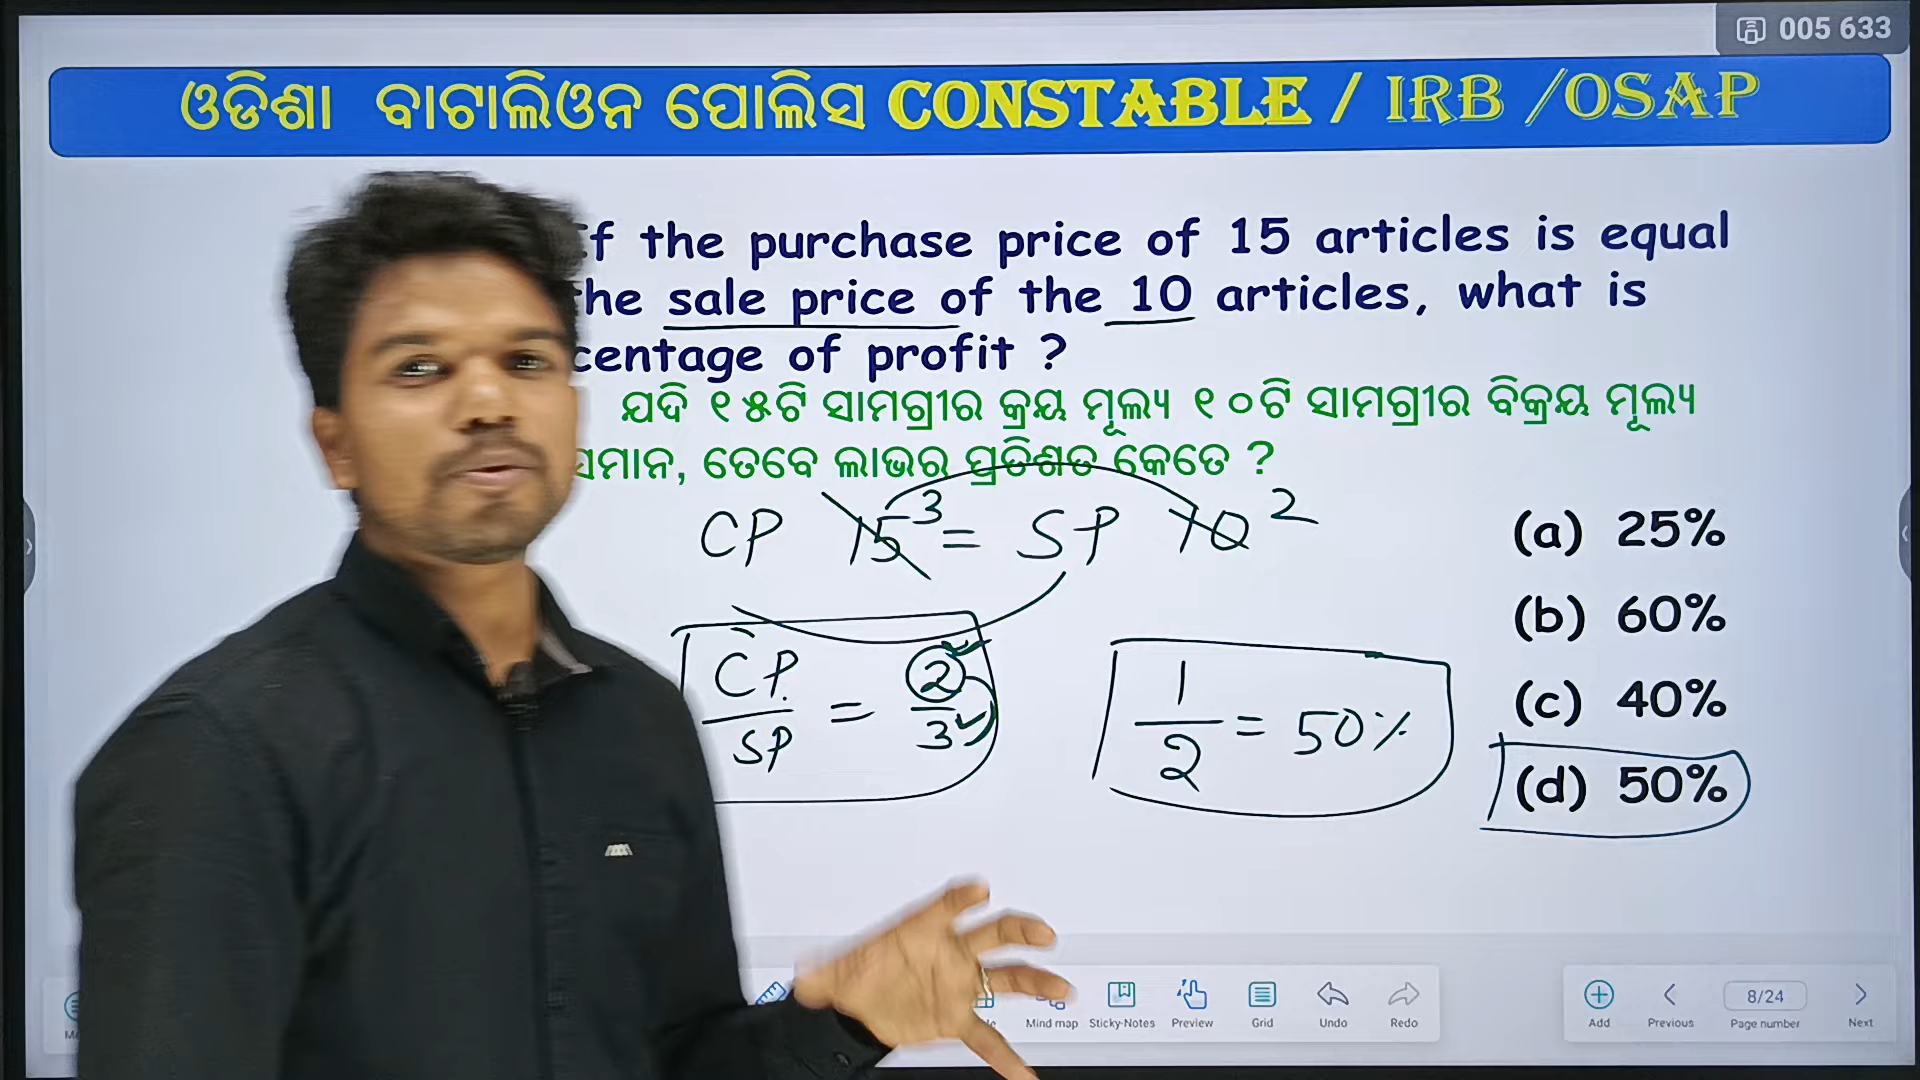 005 633
ଓଡିଶା ବାଟାଲିଓନ ପୋଲିସ CONSTABLE / IRB /OSAP
If the purchase price of 15 articles is equal
the sale price of the 10 articles, what is
centage of profit ?
ଯଦି ୧୫ଟି ସାମଗ୍ରୀର କ୍ରୟ ମୂଲ୍ୟ ୧୦ଟି ସାମଗ୍ରୀର ବିକ୍ରୟ ମୂଲ୍ୟ
ସମାନ, ତେବେ ଲାଭର ପ୍ରତିଶତ କେତେ ?
CP 15 3 = SP 10 2
(a) 25%
(b) 60%
(c) 40%
(d) 50%
CP/SP = 2/3
1/2 = 50%
Mind map Sticky-Notes Preview Grid Undo Redo
Add Previous 8/24 Page number Next